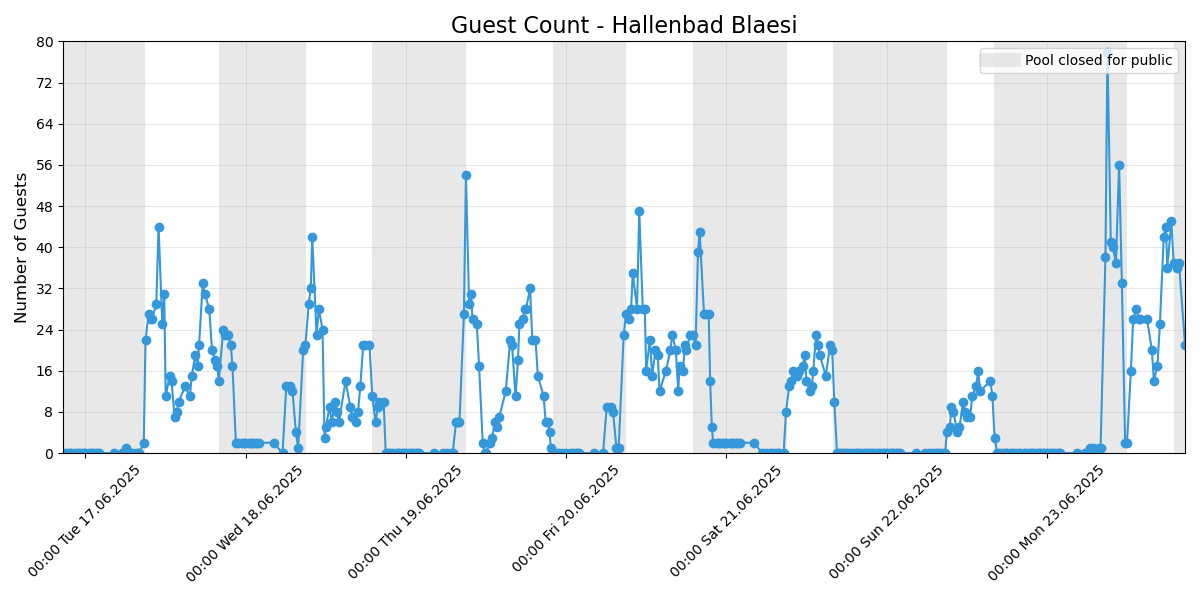 Guest Count - Hallenbad Blaesi
Pool closed for public
Number of Guests
80
72
64
56
48
40
32
24
16
8
0
00:00 Tue 17.06.2025
00:00 Wed 18.06.2025
00:00 Thu 19.06.2025
00:00 Fri 20.06.2025
00:00 Sat 21.06.2025
00:00 Sun 22.06.2025
00:00 Mon 23.06.2025